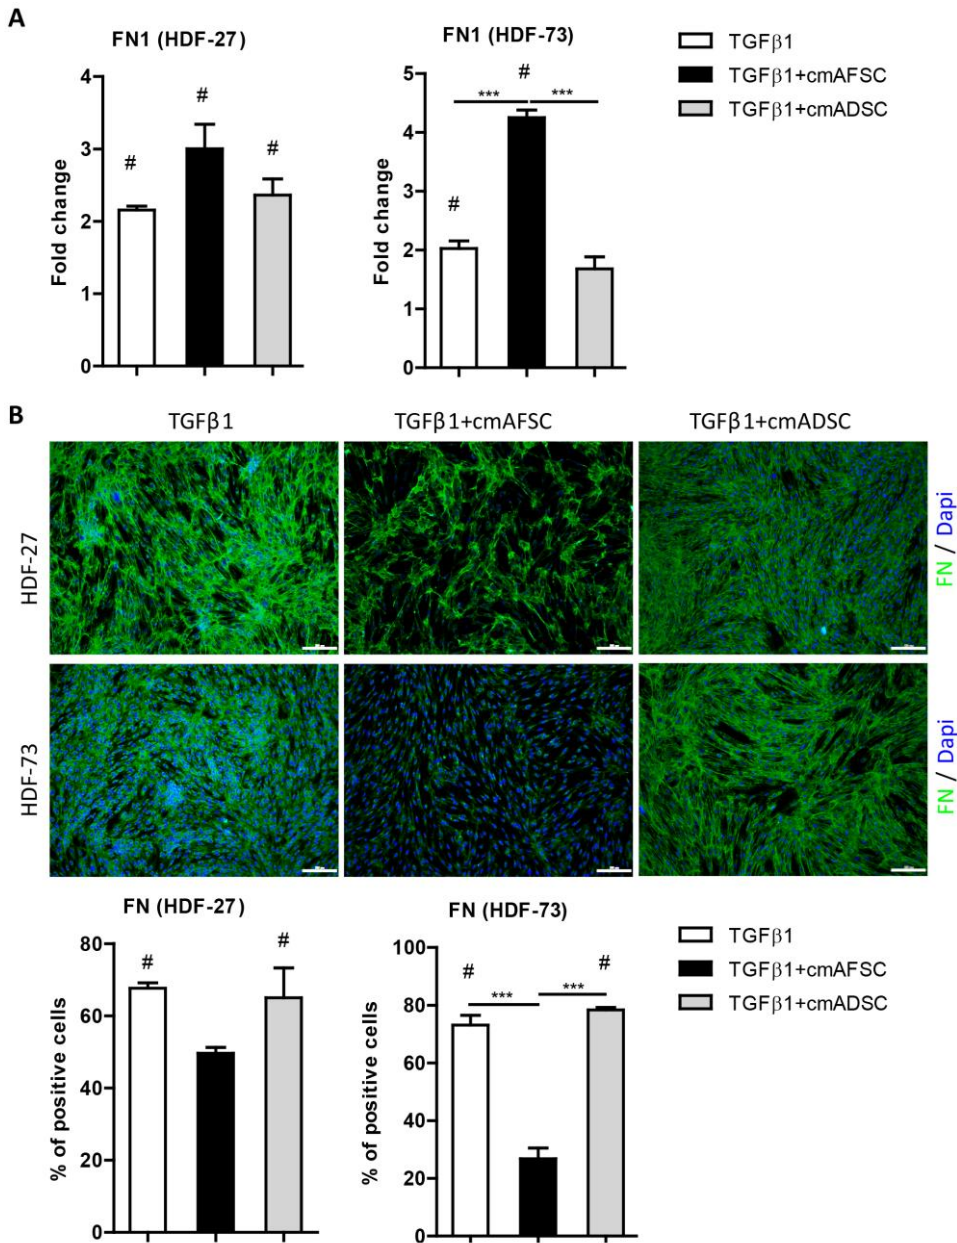 A
FN1 (HDF-27)
Fold change
4
3
2
1
0
#
#
#
FN1 (HDF-73)
Fold change
5
4
3
2
1
0
#
#
***
***
TGFβ1
TGFβ1+cmAFSC
TGFβ1+cmADSC
B
TGFβ1
TGFβ1+cmAFSC
TGFβ1+cmADSC
HDF-27
FN / Dapi
HDF-73
FN / Dapi
FN (HDF-27)
% of positive cells
80
60
40
20
0
#
#
FN (HDF-73)
% of positive cells
100
80
60
40
20
0
#
#
***
***
TGFβ1
TGFβ1+cmAFSC
TGFβ1+cmADSC